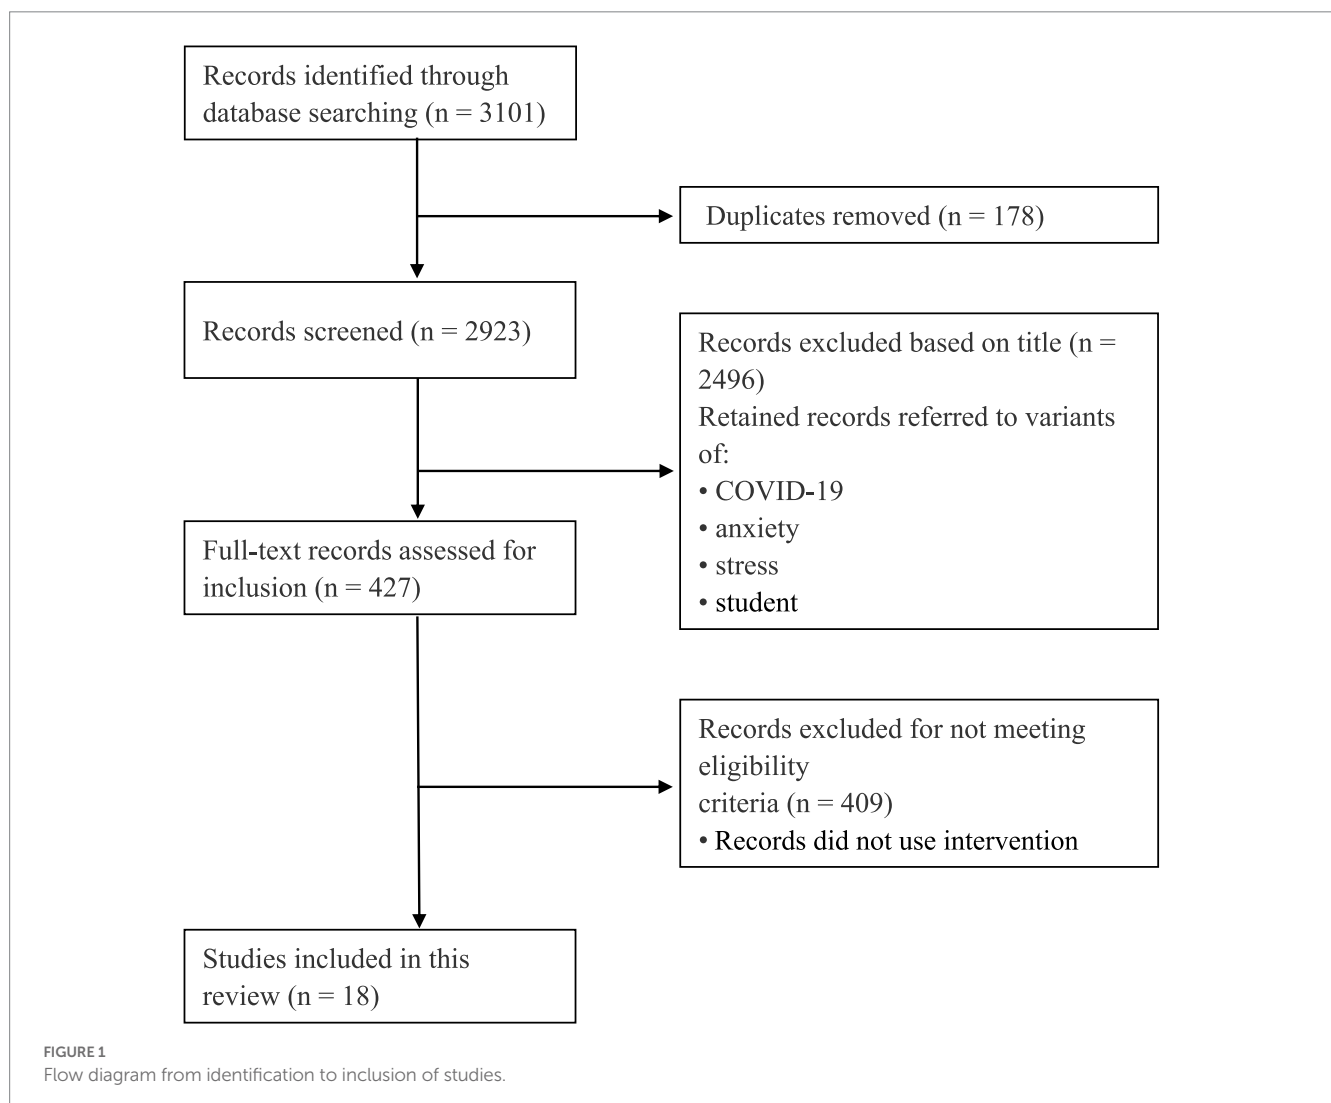 Records identified through
database searching (n = 3101)
Duplicates removed (n = 178)
Records screened (n = 2923)
Records excluded based on title (n =
2496)
Retained records referred to variants
of:
• COVID-19
• anxiety
• stress
• student
Full-text records assessed for
inclusion (n = 427)
Records excluded for not meeting
eligibility
criteria (n = 409)
• Records did not use intervention
Studies included in this
review (n = 18)
FIGURE 1
Flow diagram from identification to inclusion of studies.